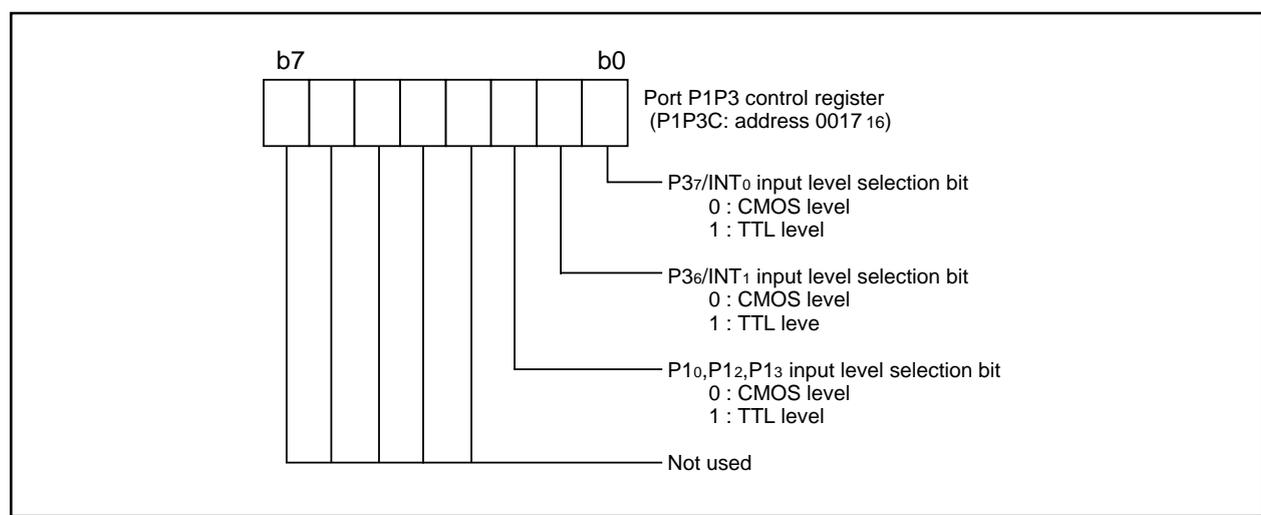 b7 b0
Port P1P3 control register
(P1P3C: address 0017 16)
P37/INT0 input level selection bit
0 : CMOS level
1 : TTL level
P36/INT1 input level selection bit
0 : CMOS level
1 : TTL leve
P10,P12,P13 input level selection bit
0 : CMOS level
1 : TTL level
Not used